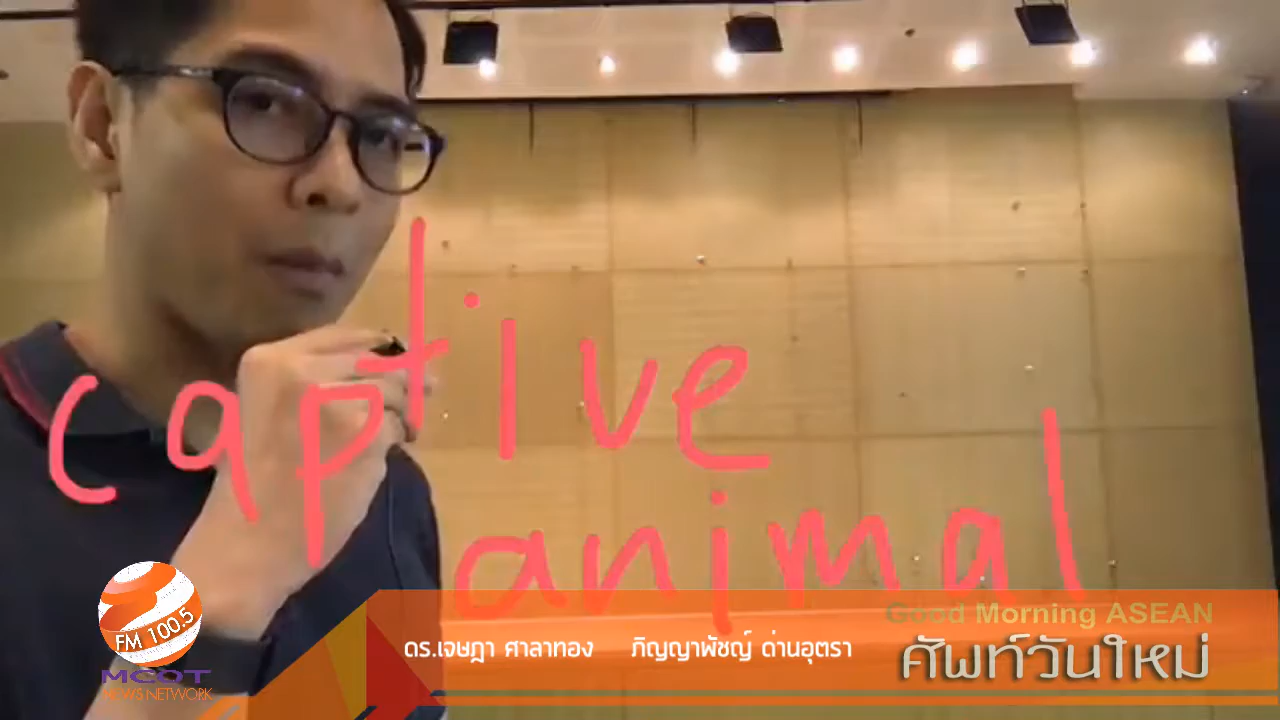 captive
animal
FM 100.5
MCOT
NEWS NETWORK
ดร.เจษฎา ศาลาทอง ภิญญาพัชญ์ ด่านอุตรา
Good Morning ASEAN
ศัพท์วันใหม่